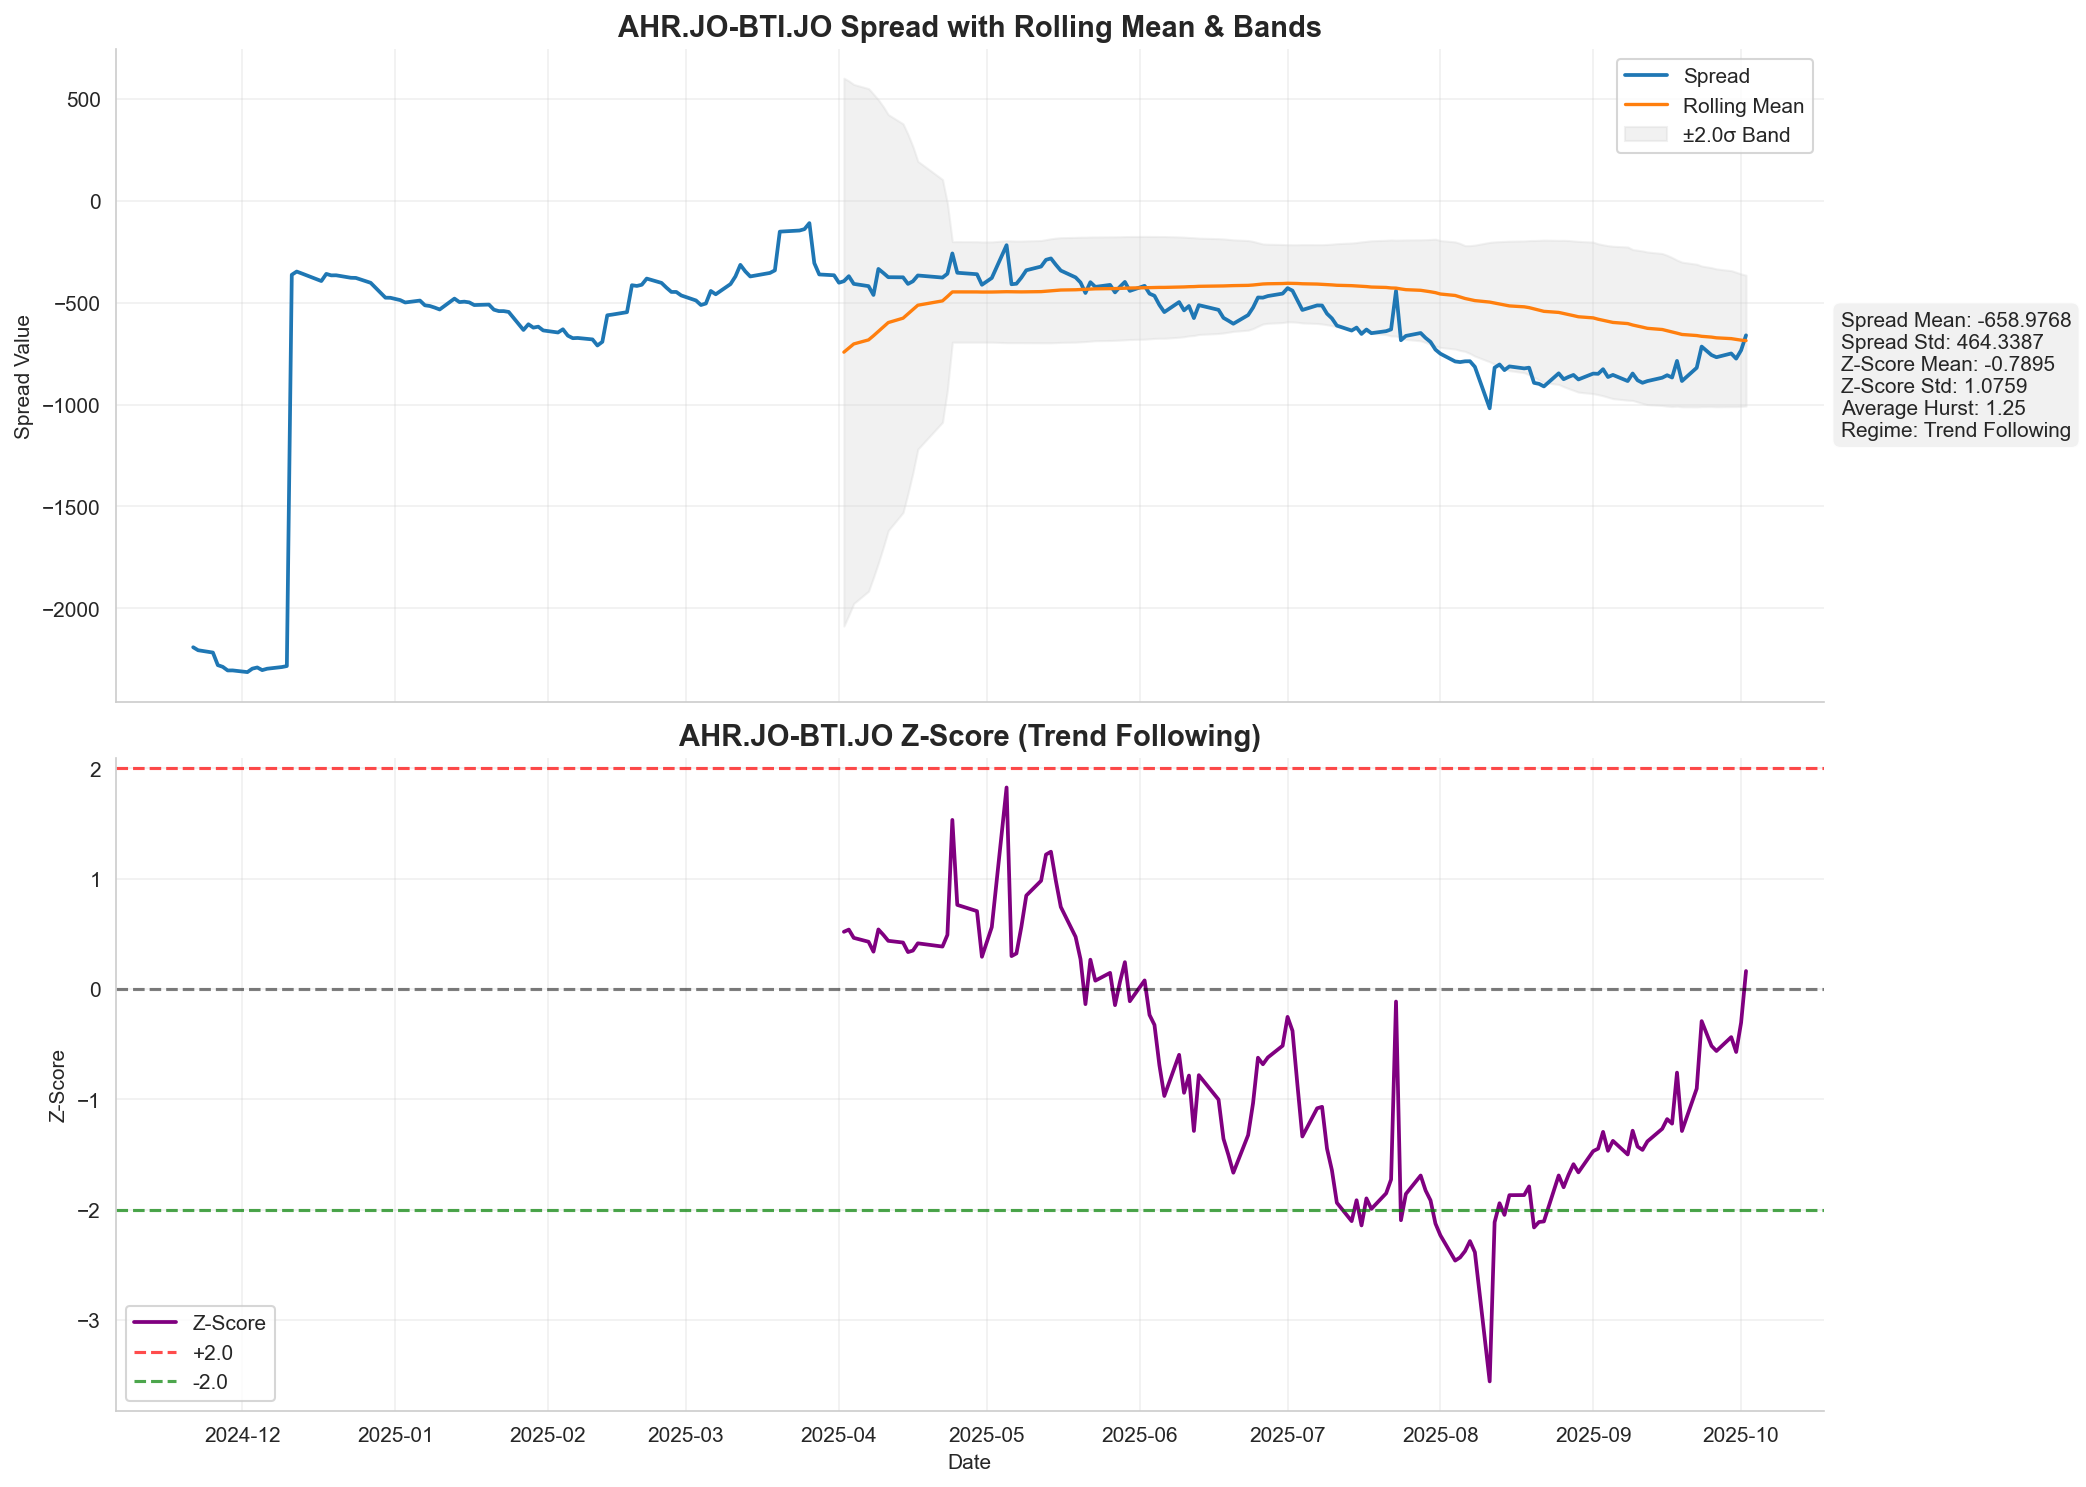 AHR.JO-BTI.JO Spread with Rolling Mean & Bands
Spread
Rolling Mean
±2.0σ Band
500
0
−500
−1000
−1500
−2000
Spread Value
Spread Mean: -658.9768
Spread Std: 464.3387
Z-Score Mean: -0.7895
Z-Score Std: 1.0759
Average Hurst: 1.25
Regime: Trend Following
AHR.JO-BTI.JO Z-Score (Trend Following)
2
1
0
−1
−2
−3
Z-Score
Z-Score
+2.0
-2.0
2024-12
2025-01
2025-02
2025-03
2025-04
2025-05
2025-06
2025-07
2025-08
2025-09
2025-10
Date